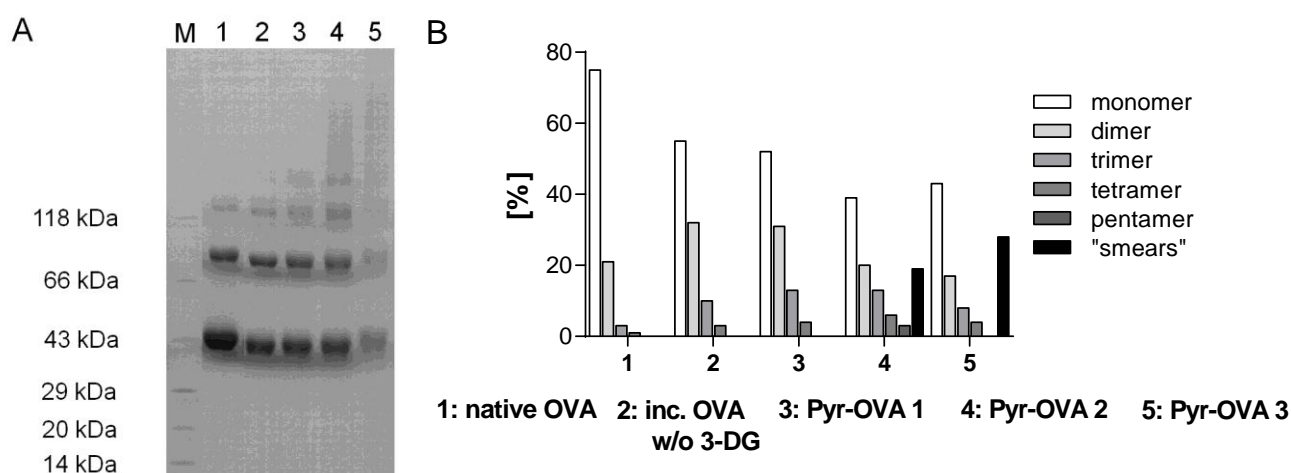 A
M 1 2 3 4 5
118 kDa
66 kDa
43 kDa
29 kDa
20 kDa
14 kDa
B
[%]
80
60
40
20
0
1 2 3 4 5
monomer
dimer
trimer
tetramer
pentamer
"smears"
1: native OVA 2: inc. OVA 3: Pyr-OVA 1 4: Pyr-OVA 2 5: Pyr-OVA 3
w/o 3-DG